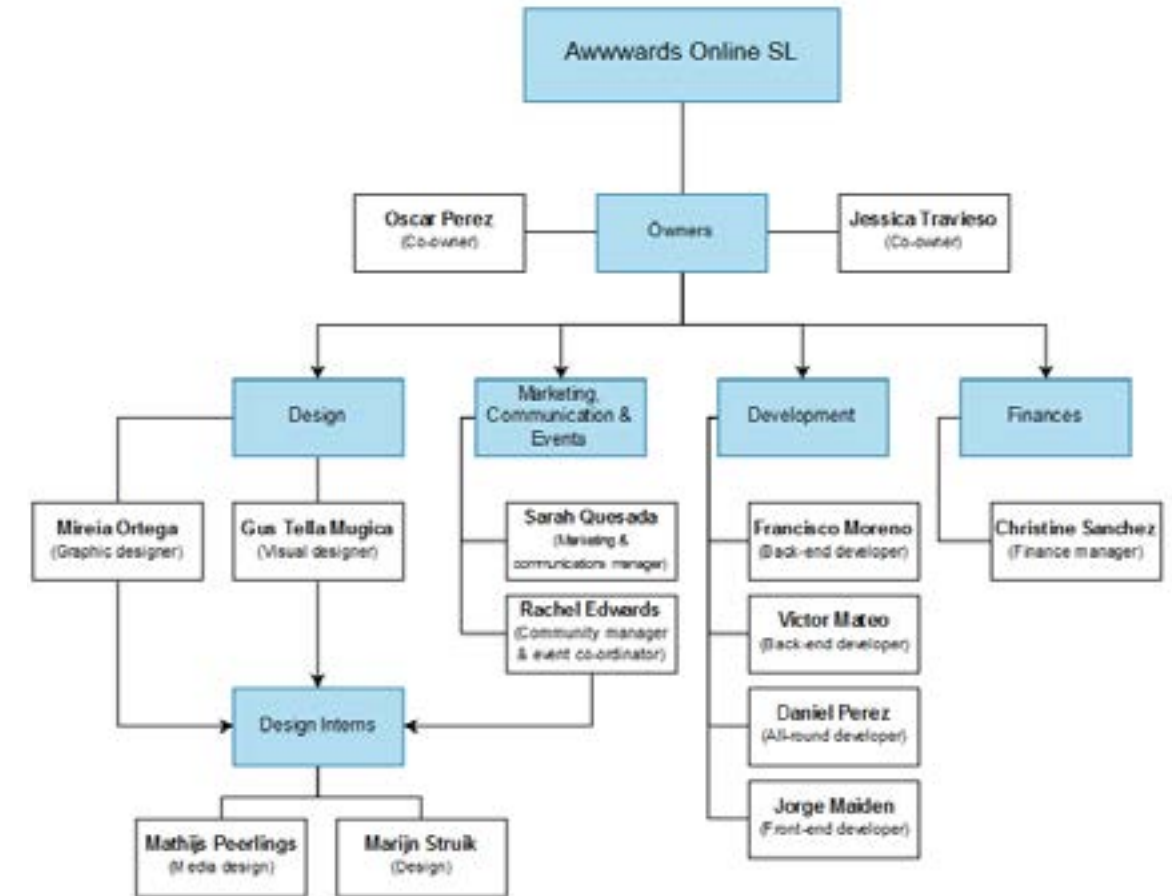 Awwwards Online SL
Oscar Perez
(Co-owner)
Owners
Jessica Travieso
(Co-owner)
Design
Marketing,
Communication &
Events
Development
Finances
Mireia Ortega
(Graphic designer)
Gus Tella Mugica
(Visual designer)
Sarah Quesada
(Marketing &
communications manager)
Rachel Edwards
(Community manager
& event co-ordinator)
Francisco Moreno
(Back-end developer)
Christine Sanchez
(Finance manager)
Victor Mateo
(Back-end developer)
Daniel Perez
(All-round developer)
Jorge Maiden
(Front-end developer)
Design Interns
Mathijs Peerlings
(Media design)
Marijn Struik
(Design)